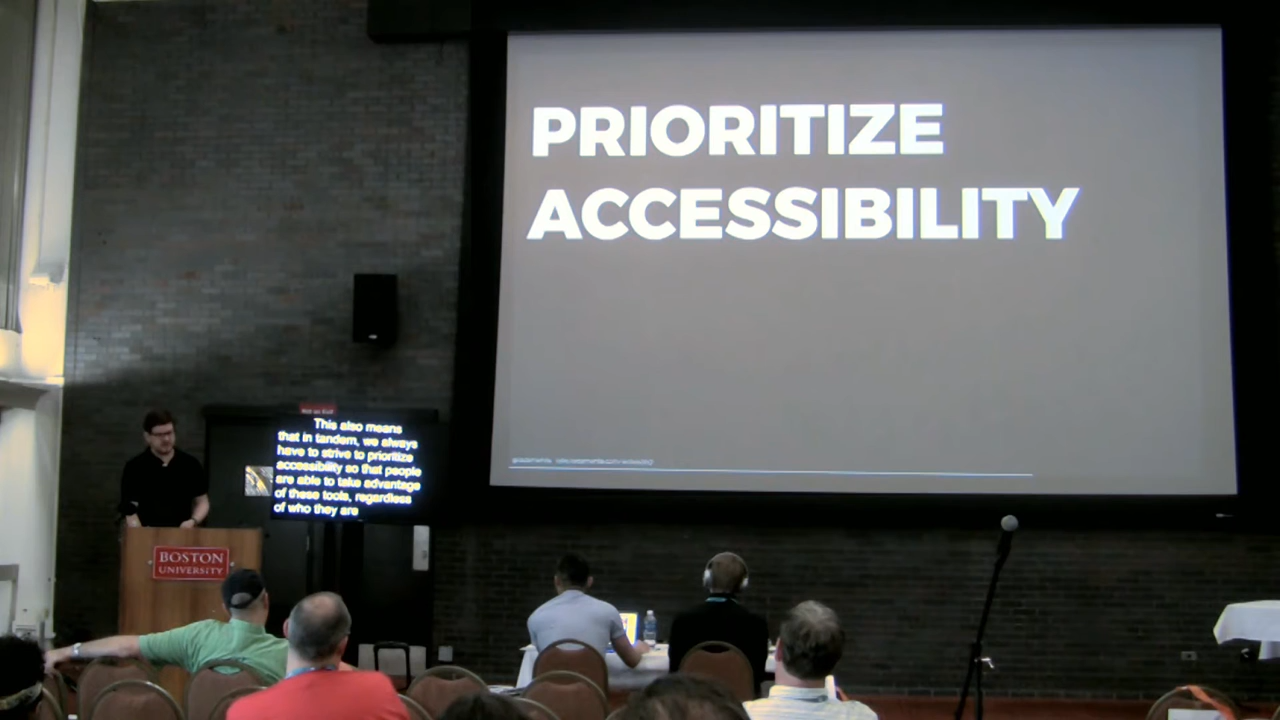 PRIORITIZE
ACCESSIBILITY
This also means
that in tandem, we always
have to strive to prioritize
accessibility so that people
are able to take advantage
of these tools, regardless
of who they are
BOSTON
UNIVERSITY